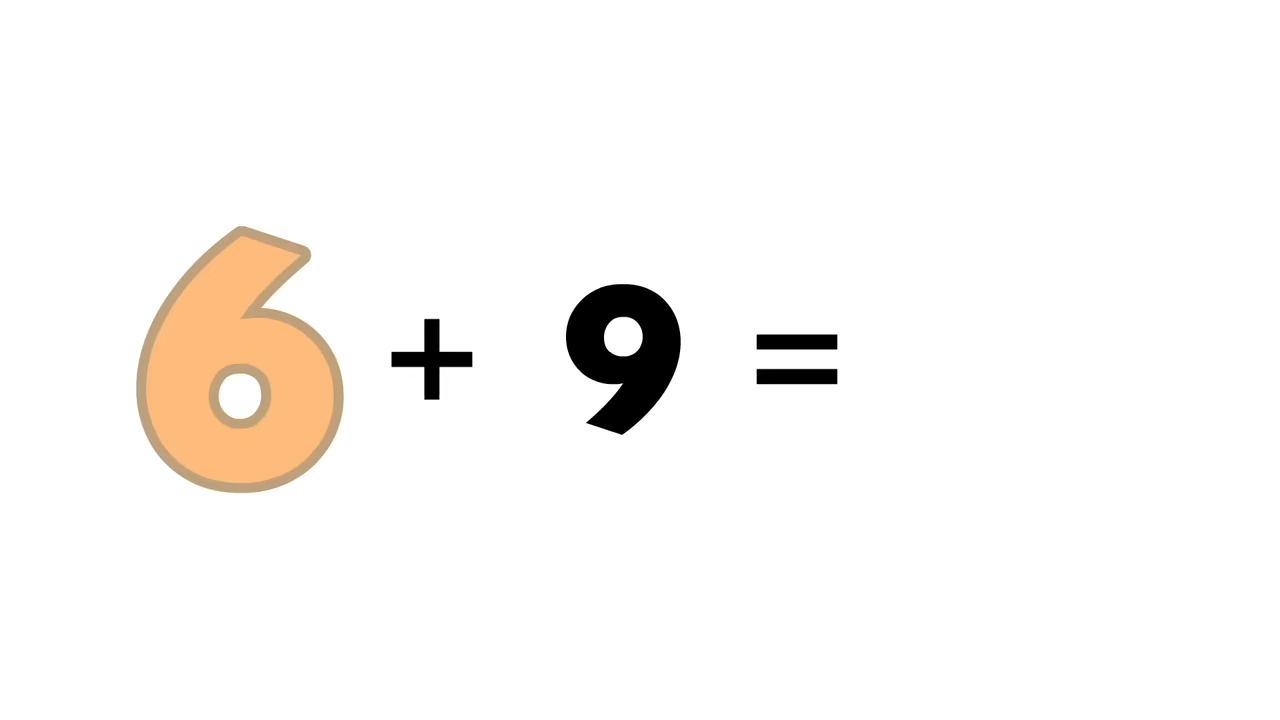 6 + 9 =